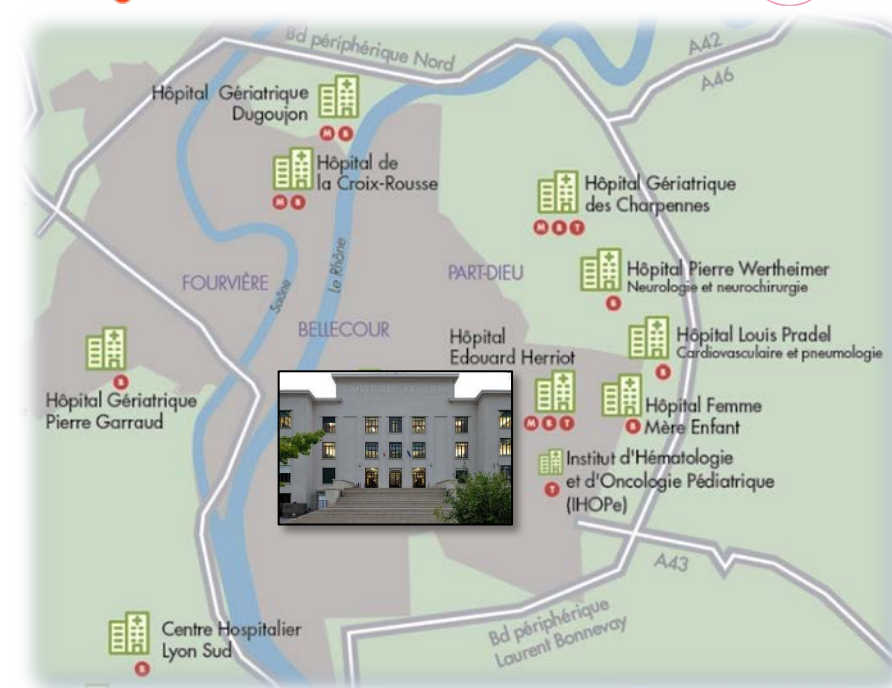 Bd périphérique Nord
A42
A46
Hôpital Gériatrique
Dugoujon
M B
Hôpital de
la Croix-Rousse
M B
Hôpital Gériatrique
des Charpennes
M B T
FOURVIÈRE
Saône
Le Rhône
PART-DIEU
Hôpital Pierre Wertheimer
Neurologie et neurochirurgie
B
BELLECOUR
Hôpital
Edouard Herriot
M B T
Hôpital Louis Pradel
Cardiovasculaire et pneumologie
B
Hôpital Gériatrique
Pierre Garraud
B
Hôpital Femme
Mère Enfant
B
Institut d'Hématologie
et d'Oncologie Pédiatrique
(IHOPe)
T
A43
Bd périphérique
Laurent Bonnevay
Centre Hospitalier
Lyon Sud
B